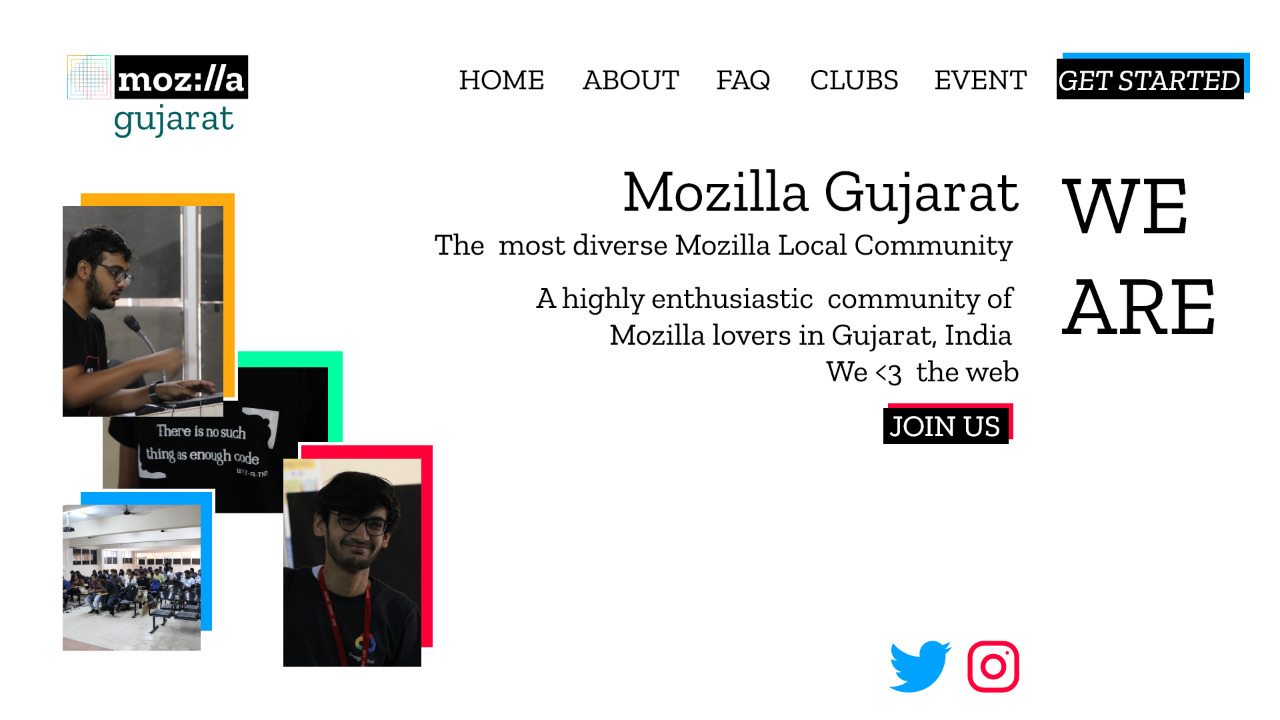 moz://a
gujarat
HOME
ABOUT
FAQ
CLUBS
EVENT
GET STARTED
Mozilla Gujarat
The most diverse Mozilla Local Community
A highly enthusiastic community of
Mozilla lovers in Gujarat, India
We <3 the web
JOIN US
WE
ARE
There is no such
thing as enough code